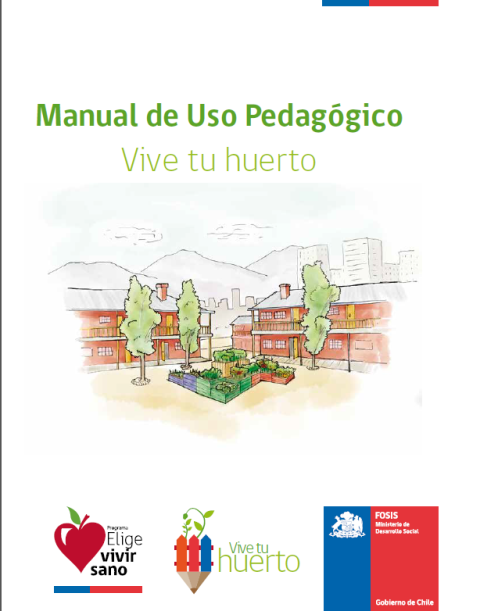 Manual de Uso Pedagógico
Vive tu huerto
Programa
Elige
vivir
sano
Vive tu
huerto
FOSIS
Ministerio de
Desarrollo Social
Gobierno de Chile